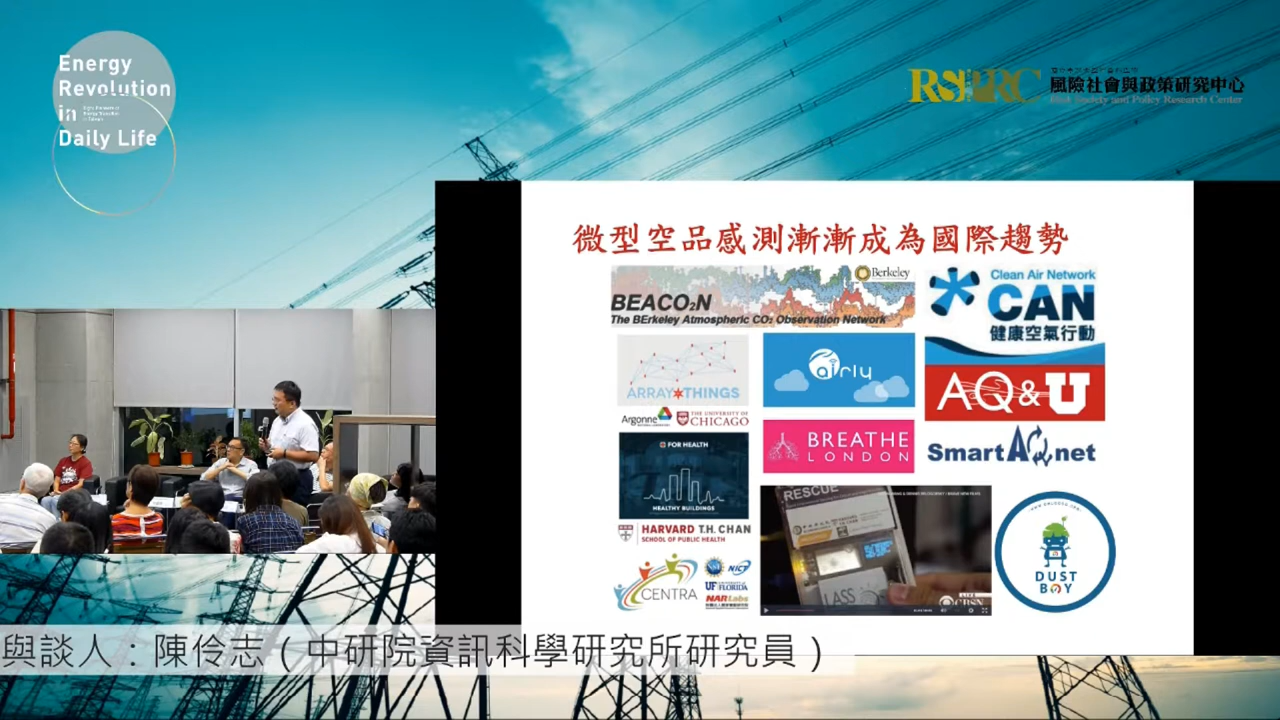 Energy
Revolution
in
Daily Life
RSPRC
風險社會與政策研究中心
Risk Society and Policy Research Center
微型空品感測漸漸成為國際趨勢
Berkeley
BEACO₂N
The BErkeley Atmospheric CO₂ Observation Network
Clean Air Network
CAN
健康空氣行動
ARRAY THINGS
Argonne
THE UNIVERSITY OF
CHICAGO
airly
AQ&U
BREATHE
LONDON
SmartAQnet
FOR HEALTH
HEALTHY BUILDINGS
HARVARD T.H. CHAN
SCHOOL OF PUBLIC HEALTH
CENTRA
NSF
NICT
UF FLORIDA
NARLabs
RESCUE
LASS
CBSN
DUST
BOY
與談人：陳伶志（中研院資訊科學研究所研究員）